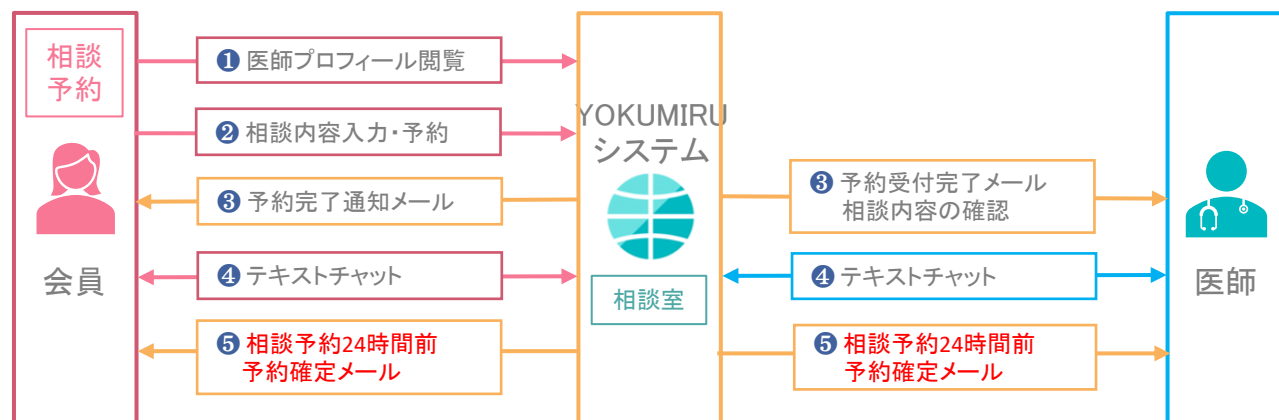 相談
予約
会員
❶ 医師プロフィール閲覧
❷ 相談内容入力・予約
❸ 予約完了通知メール
❹ テキストチャット
❺ 相談予約24時間前
予約確定メール
YOKUMIRU
システム
相談室
❸ 予約受付完了メール
相談内容の確認
❹ テキストチャット
❺ 相談予約24時間前
予約確定メール
医師